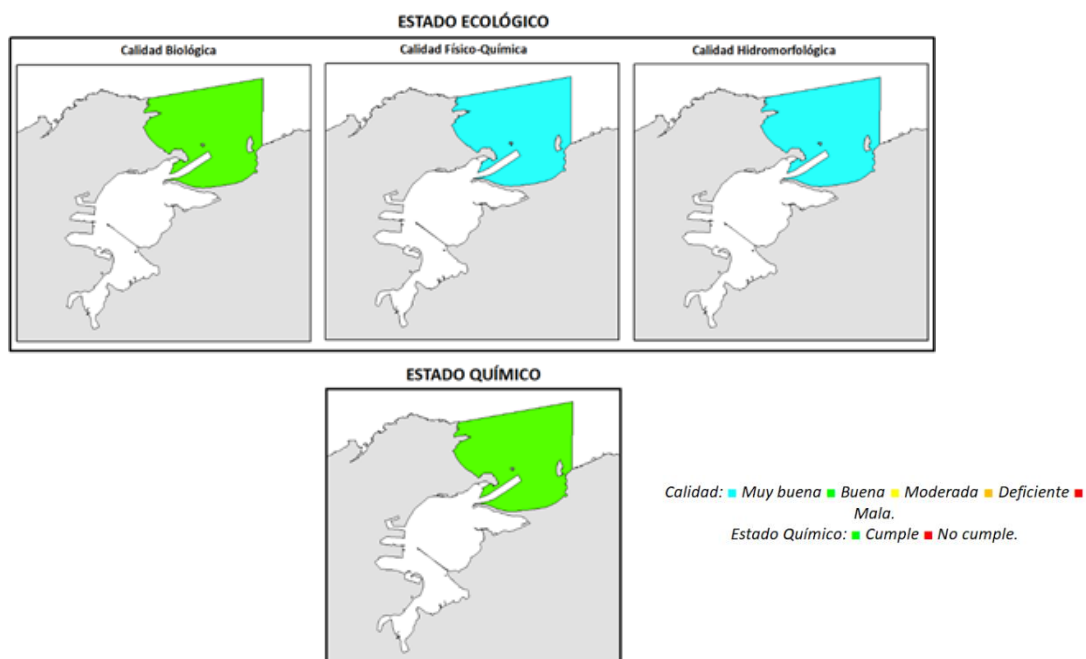 ESTADO ECOLÓGICO
Calidad Biológica
Calidad Físico-Química
Calidad Hidromorfológica
ESTADO QUÍMICO
Calidad: Muy buena Buena Moderada Deficiente
Mala.
Estado Químico: Cumple No cumple.